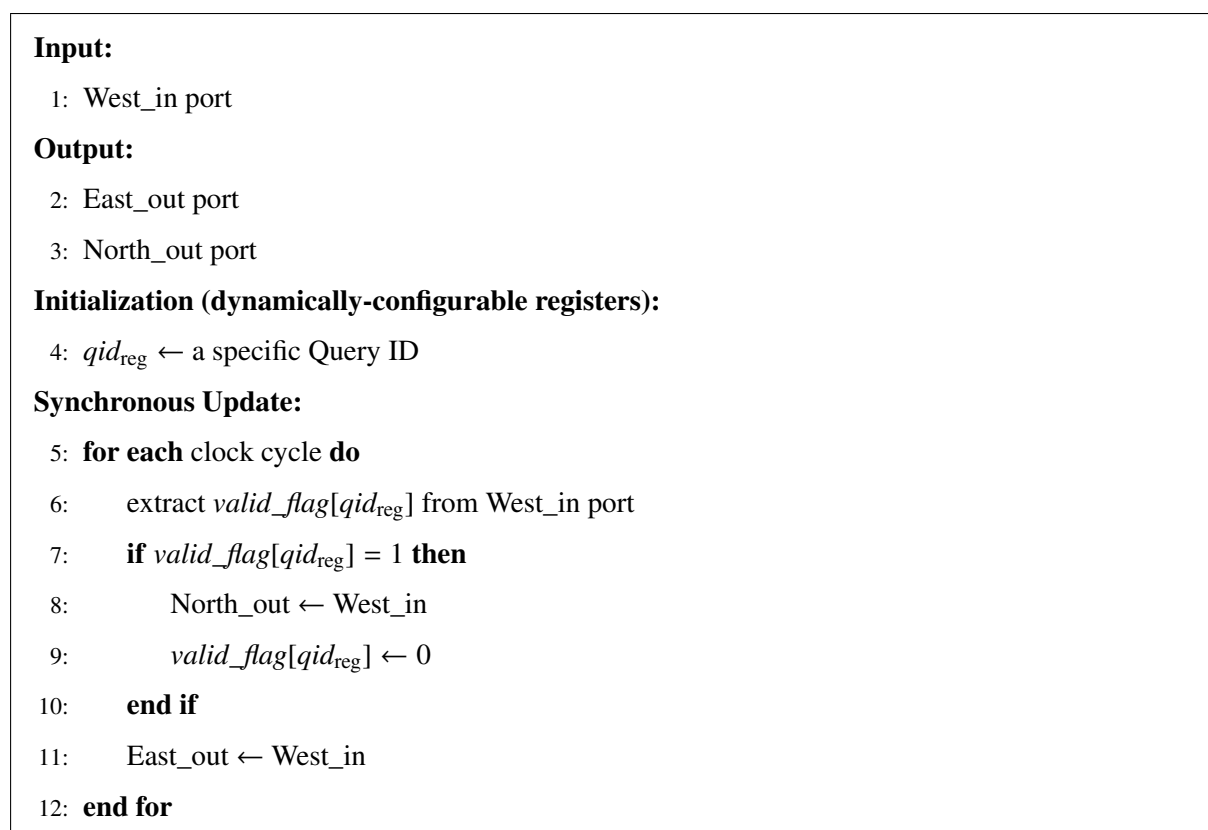 Input:
1: West_in port
Output:
2: East_out port
3: North_out port
Initialization (dynamically-configurable registers):
4: qid_reg ← a specific Query ID
Synchronous Update:
5: for each clock cycle do
6: extract valid_flag[qid_reg] from West_in port
7: if valid_flag[qid_reg] = 1 then
8: North_out ← West_in
9: valid_flag[qid_reg] ← 0
10: end if
11: East_out ← West_in
12: end for